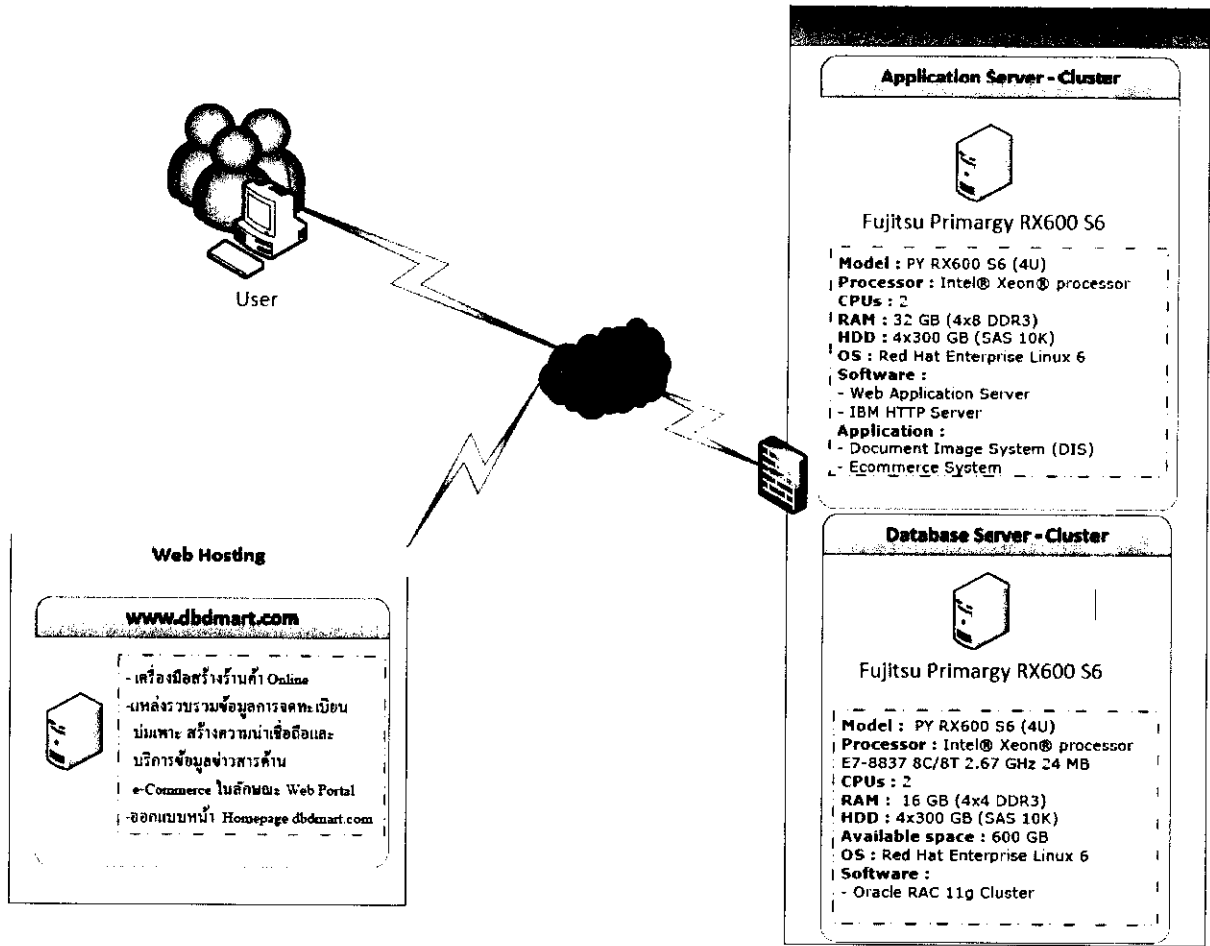 Application Server - Cluster
Fujitsu Primargy RX600 S6
Model : PY RX600 S6 (4U)
Processor : Intel® Xeon® processor
CPUs : 2
RAM : 32 GB (4x8 DDR3)
HDD : 4x300 GB (SAS 10K)
OS : Red Hat Enterprise Linux 6
Software :
- Web Application Server
- IBM HTTP Server
Application :
- Document Image System (DIS)
- Ecommerce System
User
Database Server - Cluster
Fujitsu Primargy RX600 S6
Model : PY RX600 S6 (4U)
Processor : Intel® Xeon® processor
E7-8837 8C/8T 2.67 GHz 24 MB
CPUs : 2
RAM : 16 GB (4x4 DDR3)
HDD : 4x300 GB (SAS 10K)
Available space : 600 GB
OS : Red Hat Enterprise Linux 6
Software :
- Oracle RAC 11g Cluster
Web Hosting
www.dbdmart.com
- เครื่องมือสร้างร้านค้า Online
-แหล่งรวบรวมข้อมูลการจดทะเบียน
บ่มเพาะ สร้างความน่าเชื่อถือและ
บริการข้อมูลข่าวสารด้าน
e-Commerce ในลักษณะ Web Portal
-ออกแบบหน้า Homepage dbdmart.com